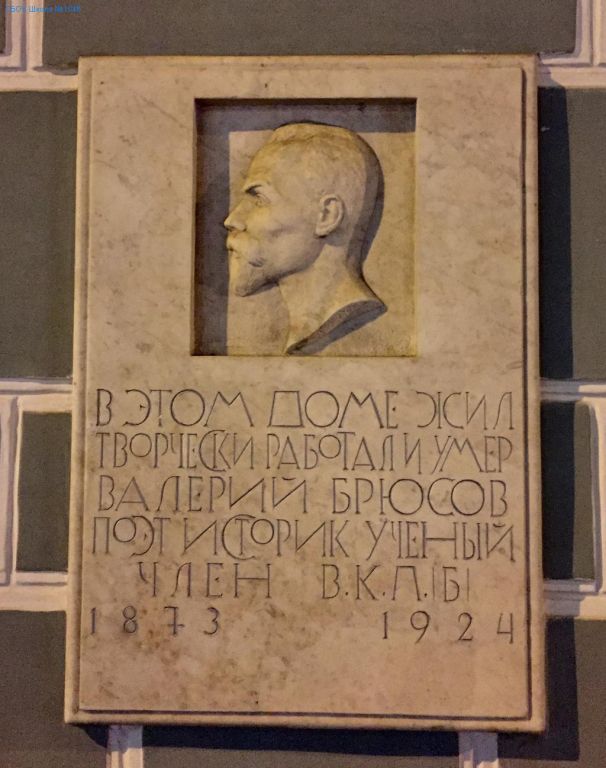 В ЭТОМ ДОМЕ ЖИЛ
ТВОРЧЕСКИ РАБОТАЛ И УМЕР
ВАЛЕРИЙ БРЮСОВ
ПОЭТ ИСТОРИК УЧЕНЫЙ
ЧЛЕН В.К.П.(Б)
1873 1924